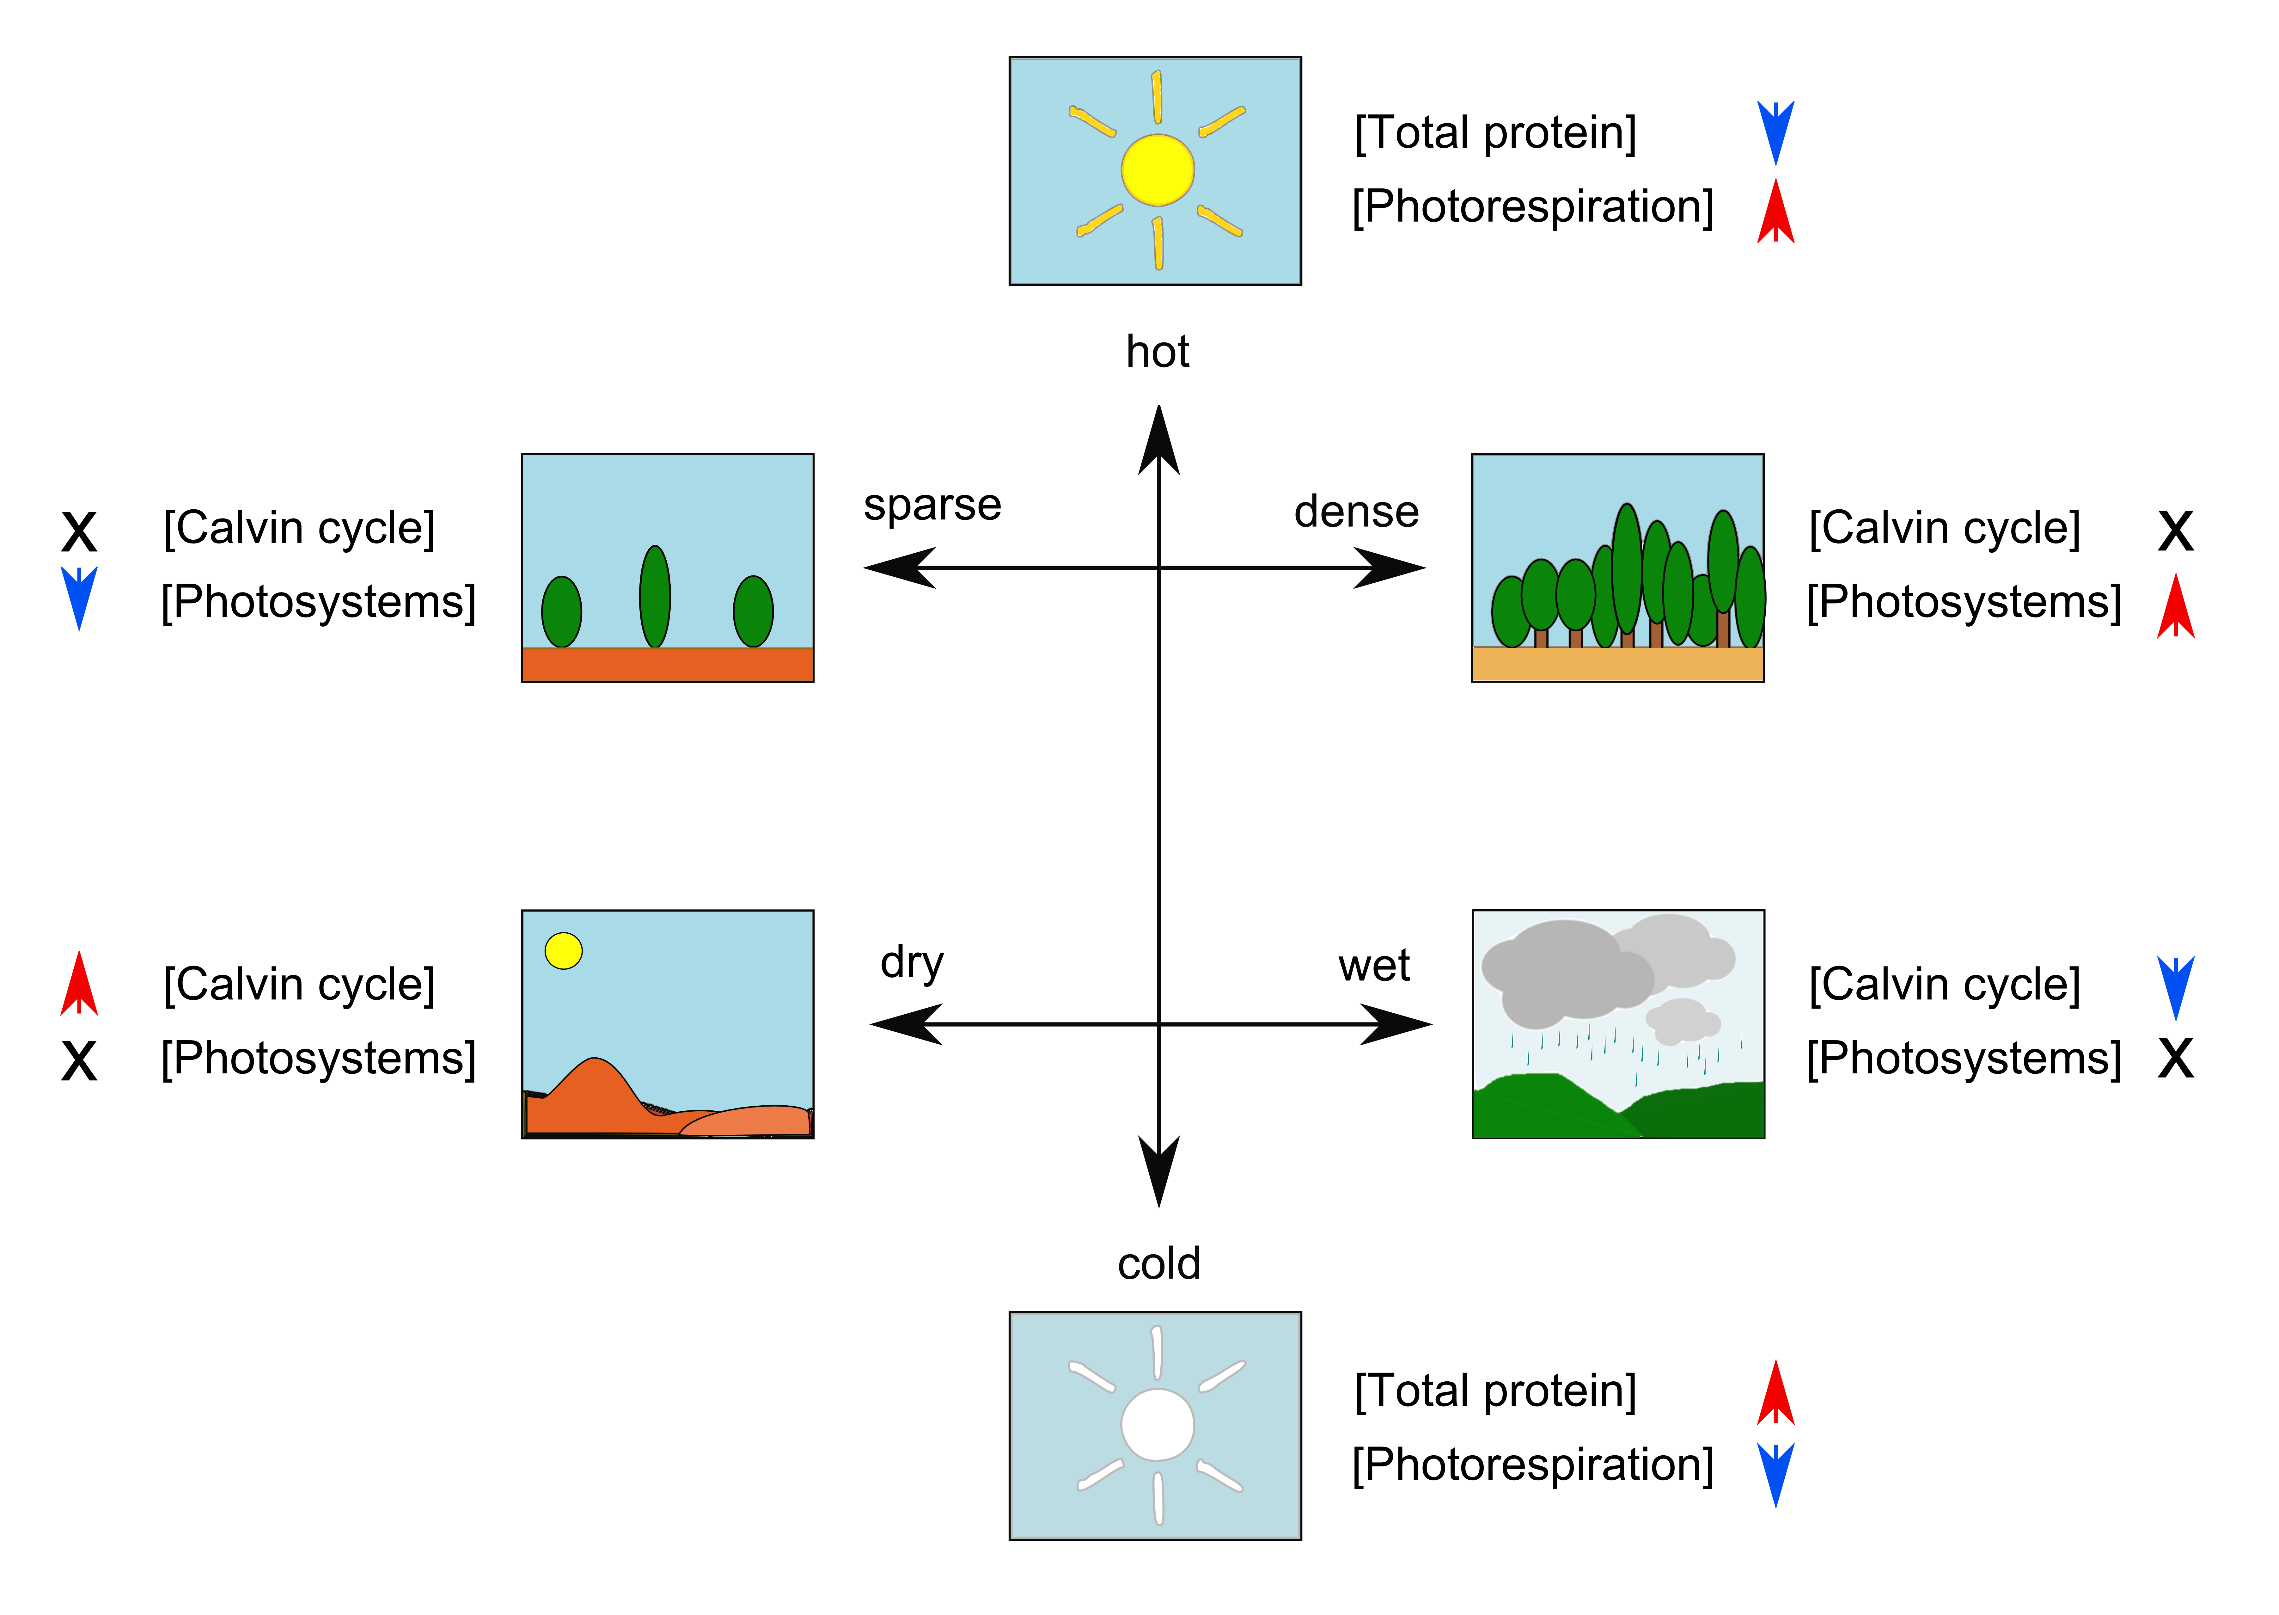 [Total protein]
[Photorespiration]
hot
sparse
dense
X [Calvin cycle]
[Photosystems]
[Calvin cycle] X
[Photosystems]
dry
wet
[Calvin cycle]
X [Photosystems]
[Calvin cycle]
[Photosystems] X
cold
[Total protein]
[Photorespiration]